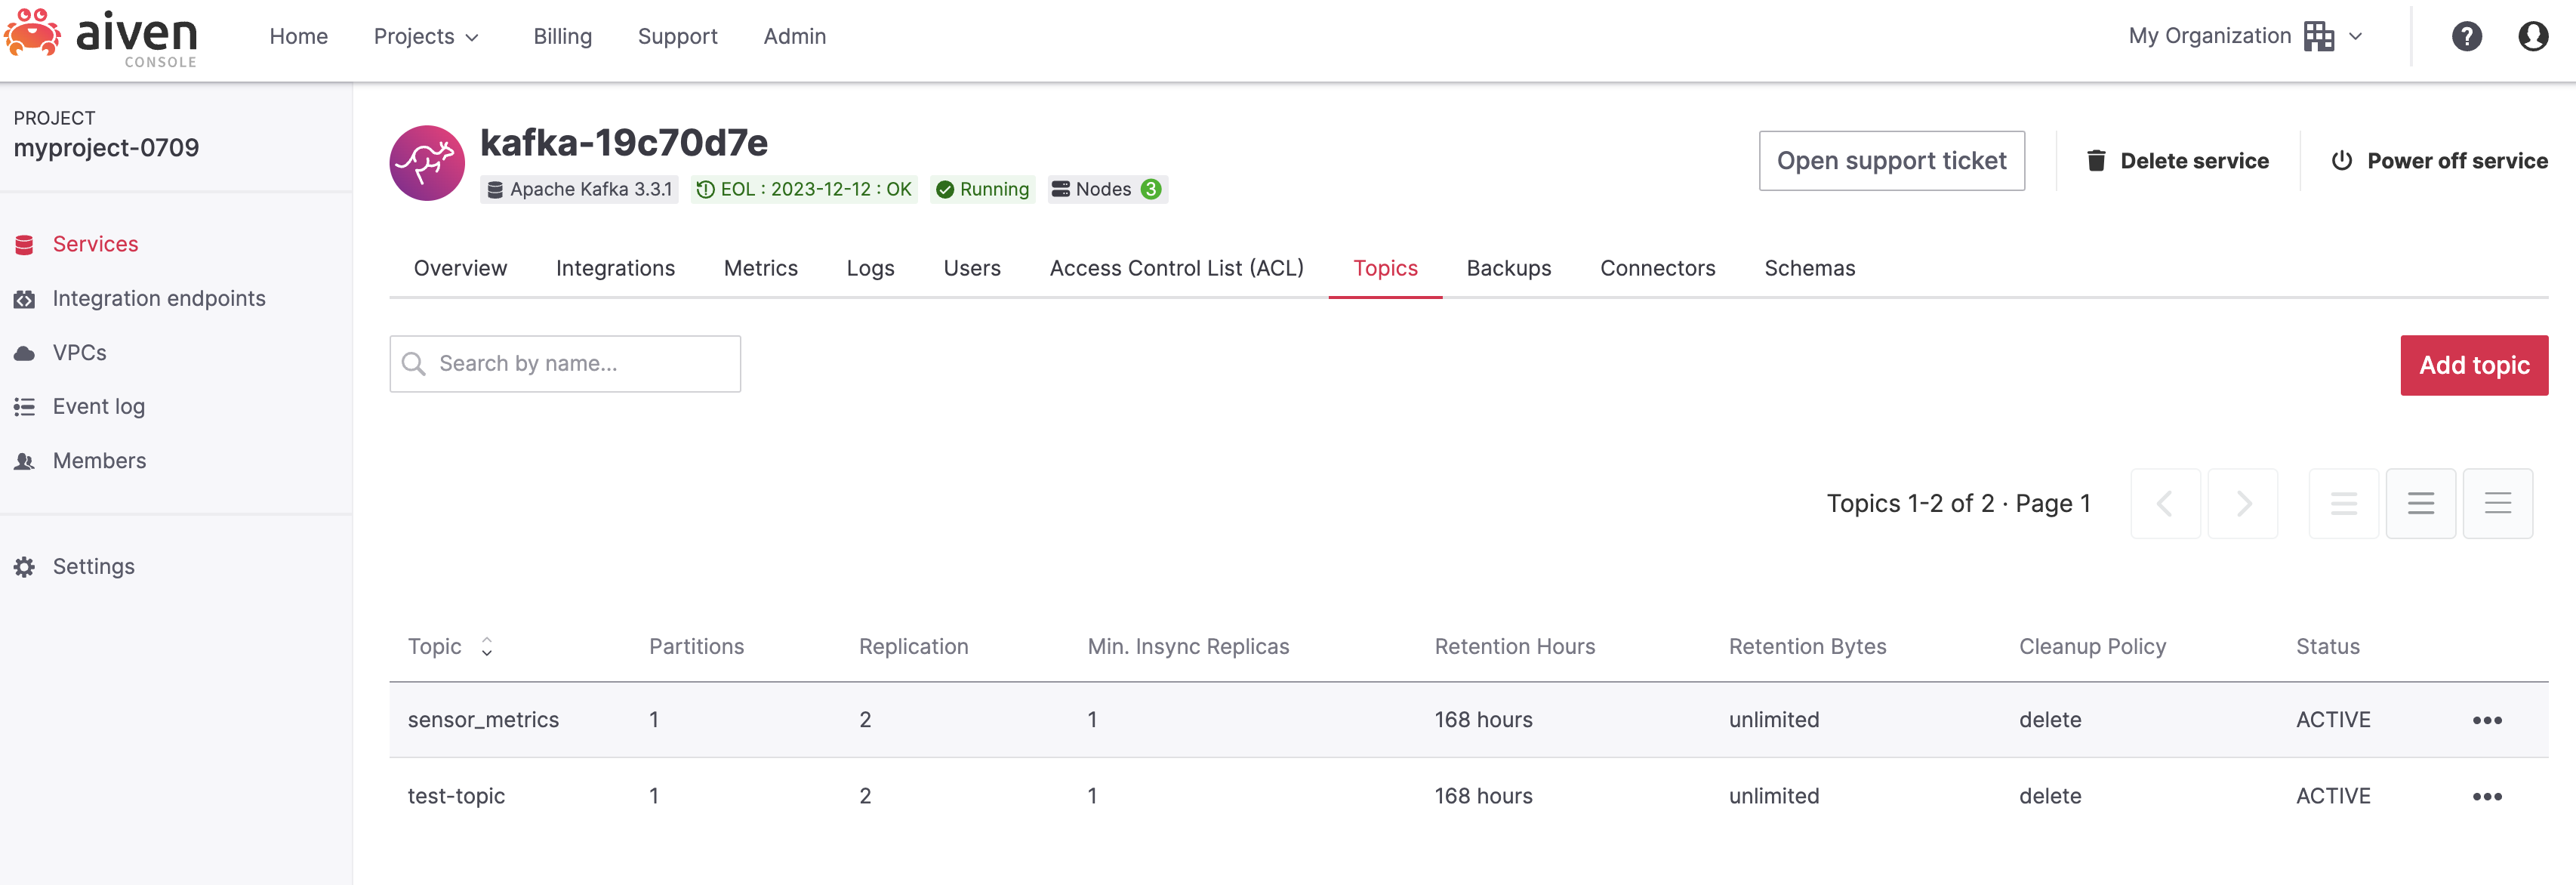 aiven
CONSOLE
Home Projects Billing Support Admin
My Organization
PROJECT
myproject-0709
Services
Integration endpoints
VPCs
Event log
Members
Settings
kafka-19c70d7e
Apache Kafka 3.3.1 EOL : 2023-12-12 : OK Running Nodes 3
Open support ticket Delete service Power off service
Overview Integrations Metrics Logs Users Access Control List (ACL) Topics Backups Connectors Schemas
Search by name...
Add topic
Topics 1-2 of 2 · Page 1
Topic Partitions Replication Min. Insync Replicas Retention Hours Retention Bytes Cleanup Policy Status
sensor_metrics 1 2 1 168 hours unlimited delete ACTIVE
test-topic 1 2 1 168 hours unlimited delete ACTIVE